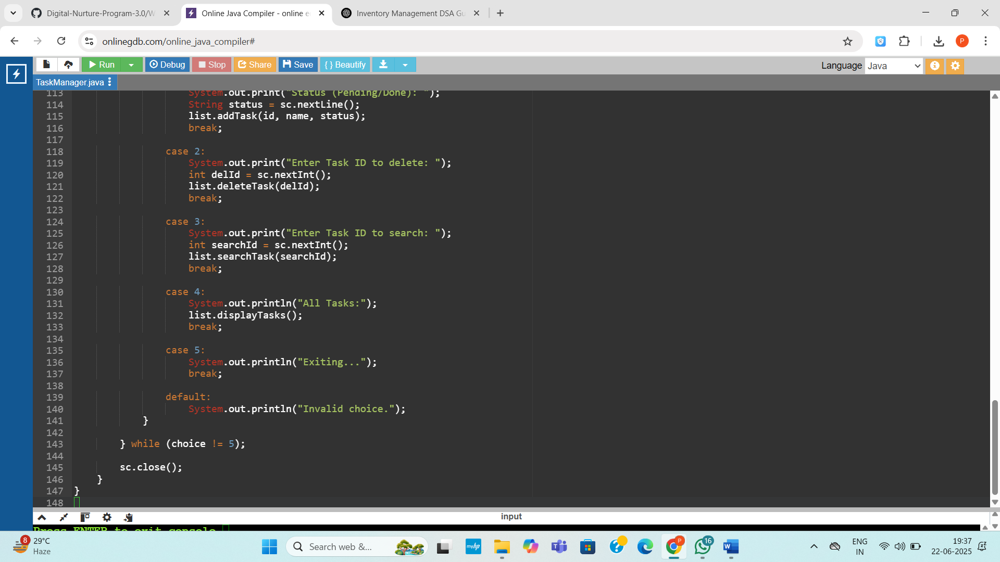 Digital-Nurture-Program-3.0/W
Online Java Compiler - online e
Inventory Management DSA Gu
onlinegdb.com/online_java_compiler#
P
Run
Debug
Stop
Share
Save
{ } Beautify
Language
Java
TaskManager.java
113 System.out.print("Status (Pending/Done): ");
114 String status = sc.nextLine();
115 list.addTask(id, name, status);
116 break;
117
118 case 2:
119 System.out.print("Enter Task ID to delete: ");
120 int delId = sc.nextInt();
121 list.deleteTask(delId);
122 break;
123
124 case 3:
125 System.out.print("Enter Task ID to search: ");
126 int searchId = sc.nextInt();
127 list.searchTask(searchId);
128 break;
129
130 case 4:
131 System.out.println("All Tasks:");
132 list.displayTasks();
133 break;
134
135 case 5:
136 System.out.println("Exiting...");
137 break;
138
139 default:
140 System.out.println("Invalid choice.");
141 }
142
143 } while (choice != 5);
144
145 sc.close();
146 }
147 }
148
input
Press ENTER to exit console.
8
29°C
Haze
Search web &...
myhp
P
16
W
ENG
IN
19:37
22-06-2025